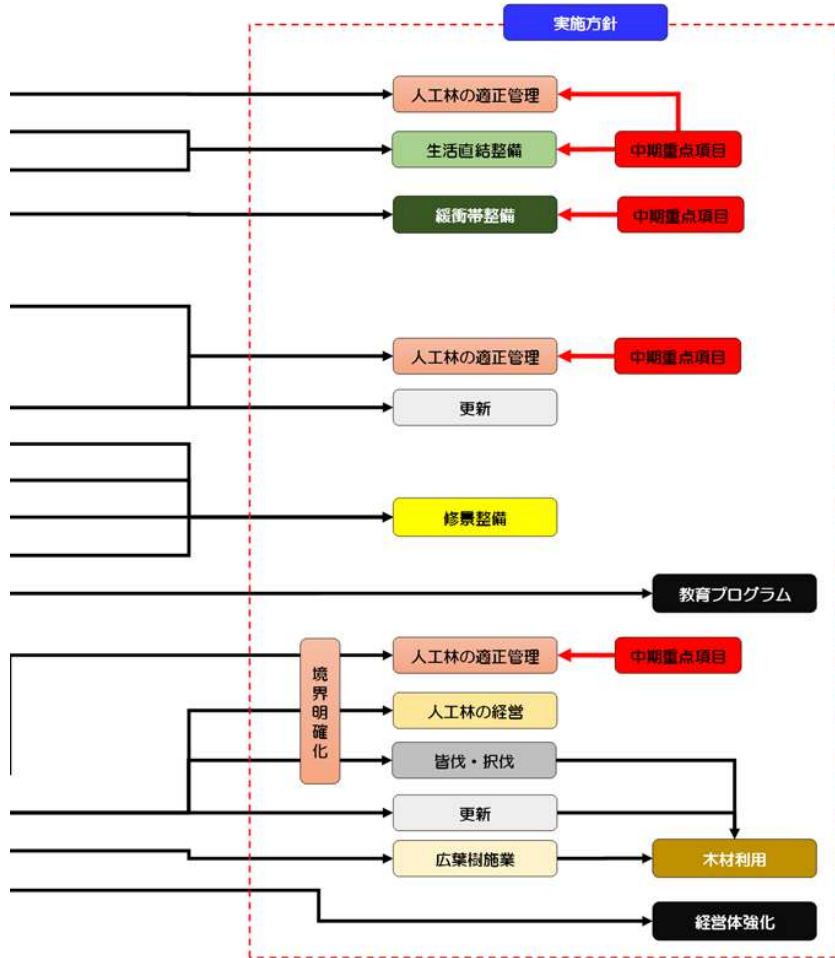 実施方針
人工林の適正管理
生活直結整備
中期重点項目
緩衝帯整備
中期重点項目
人工林の適正管理
中期重点項目
更新
修景整備
教育プログラム
境界明確化
人工林の適正管理
中期重点項目
人工林の経営
皆伐・択伐
更新
広葉樹施業
木材利用
経営体強化